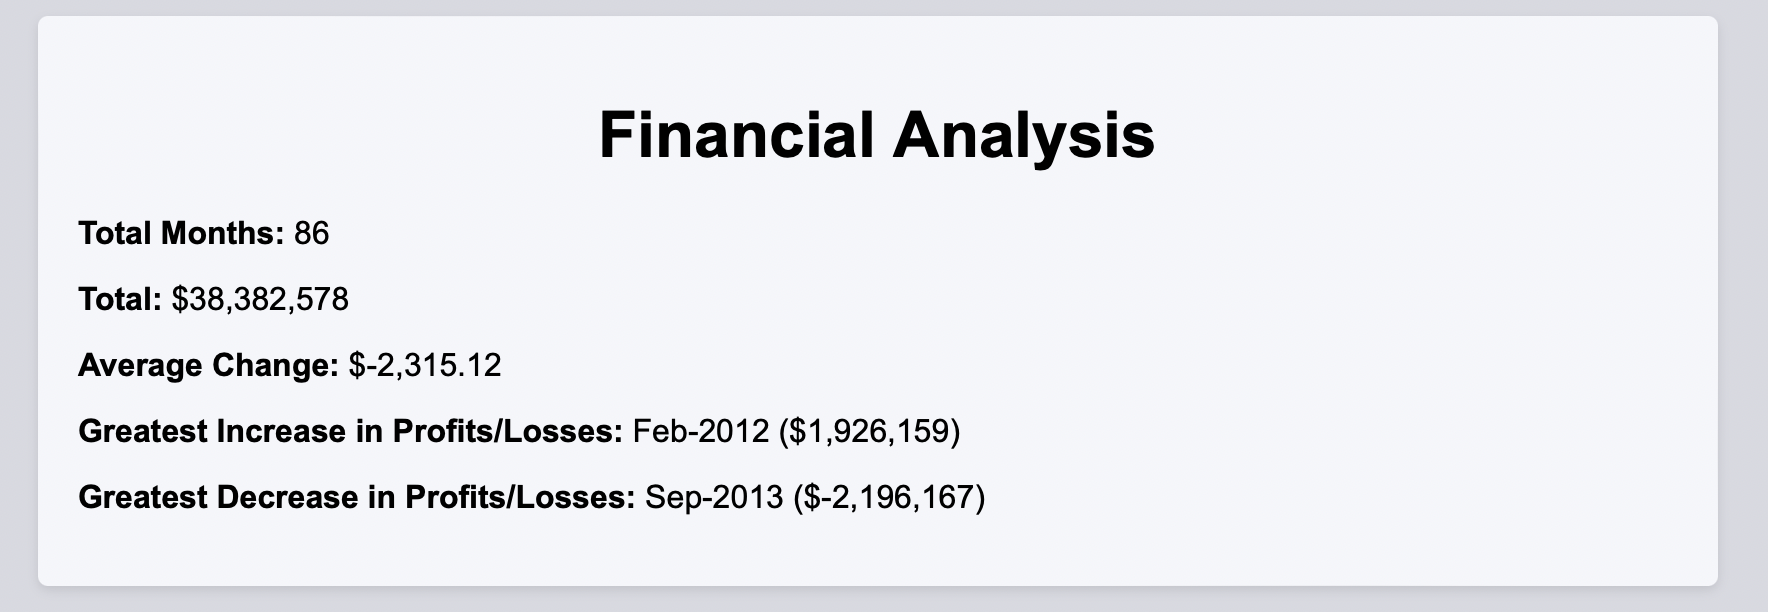 Financial Analysis
Total Months: 86
Total: $38,382,578
Average Change: $-2,315.12
Greatest Increase in Profits/Losses: Feb-2012 ($1,926,159)
Greatest Decrease in Profits/Losses: Sep-2013 ($-2,196,167)